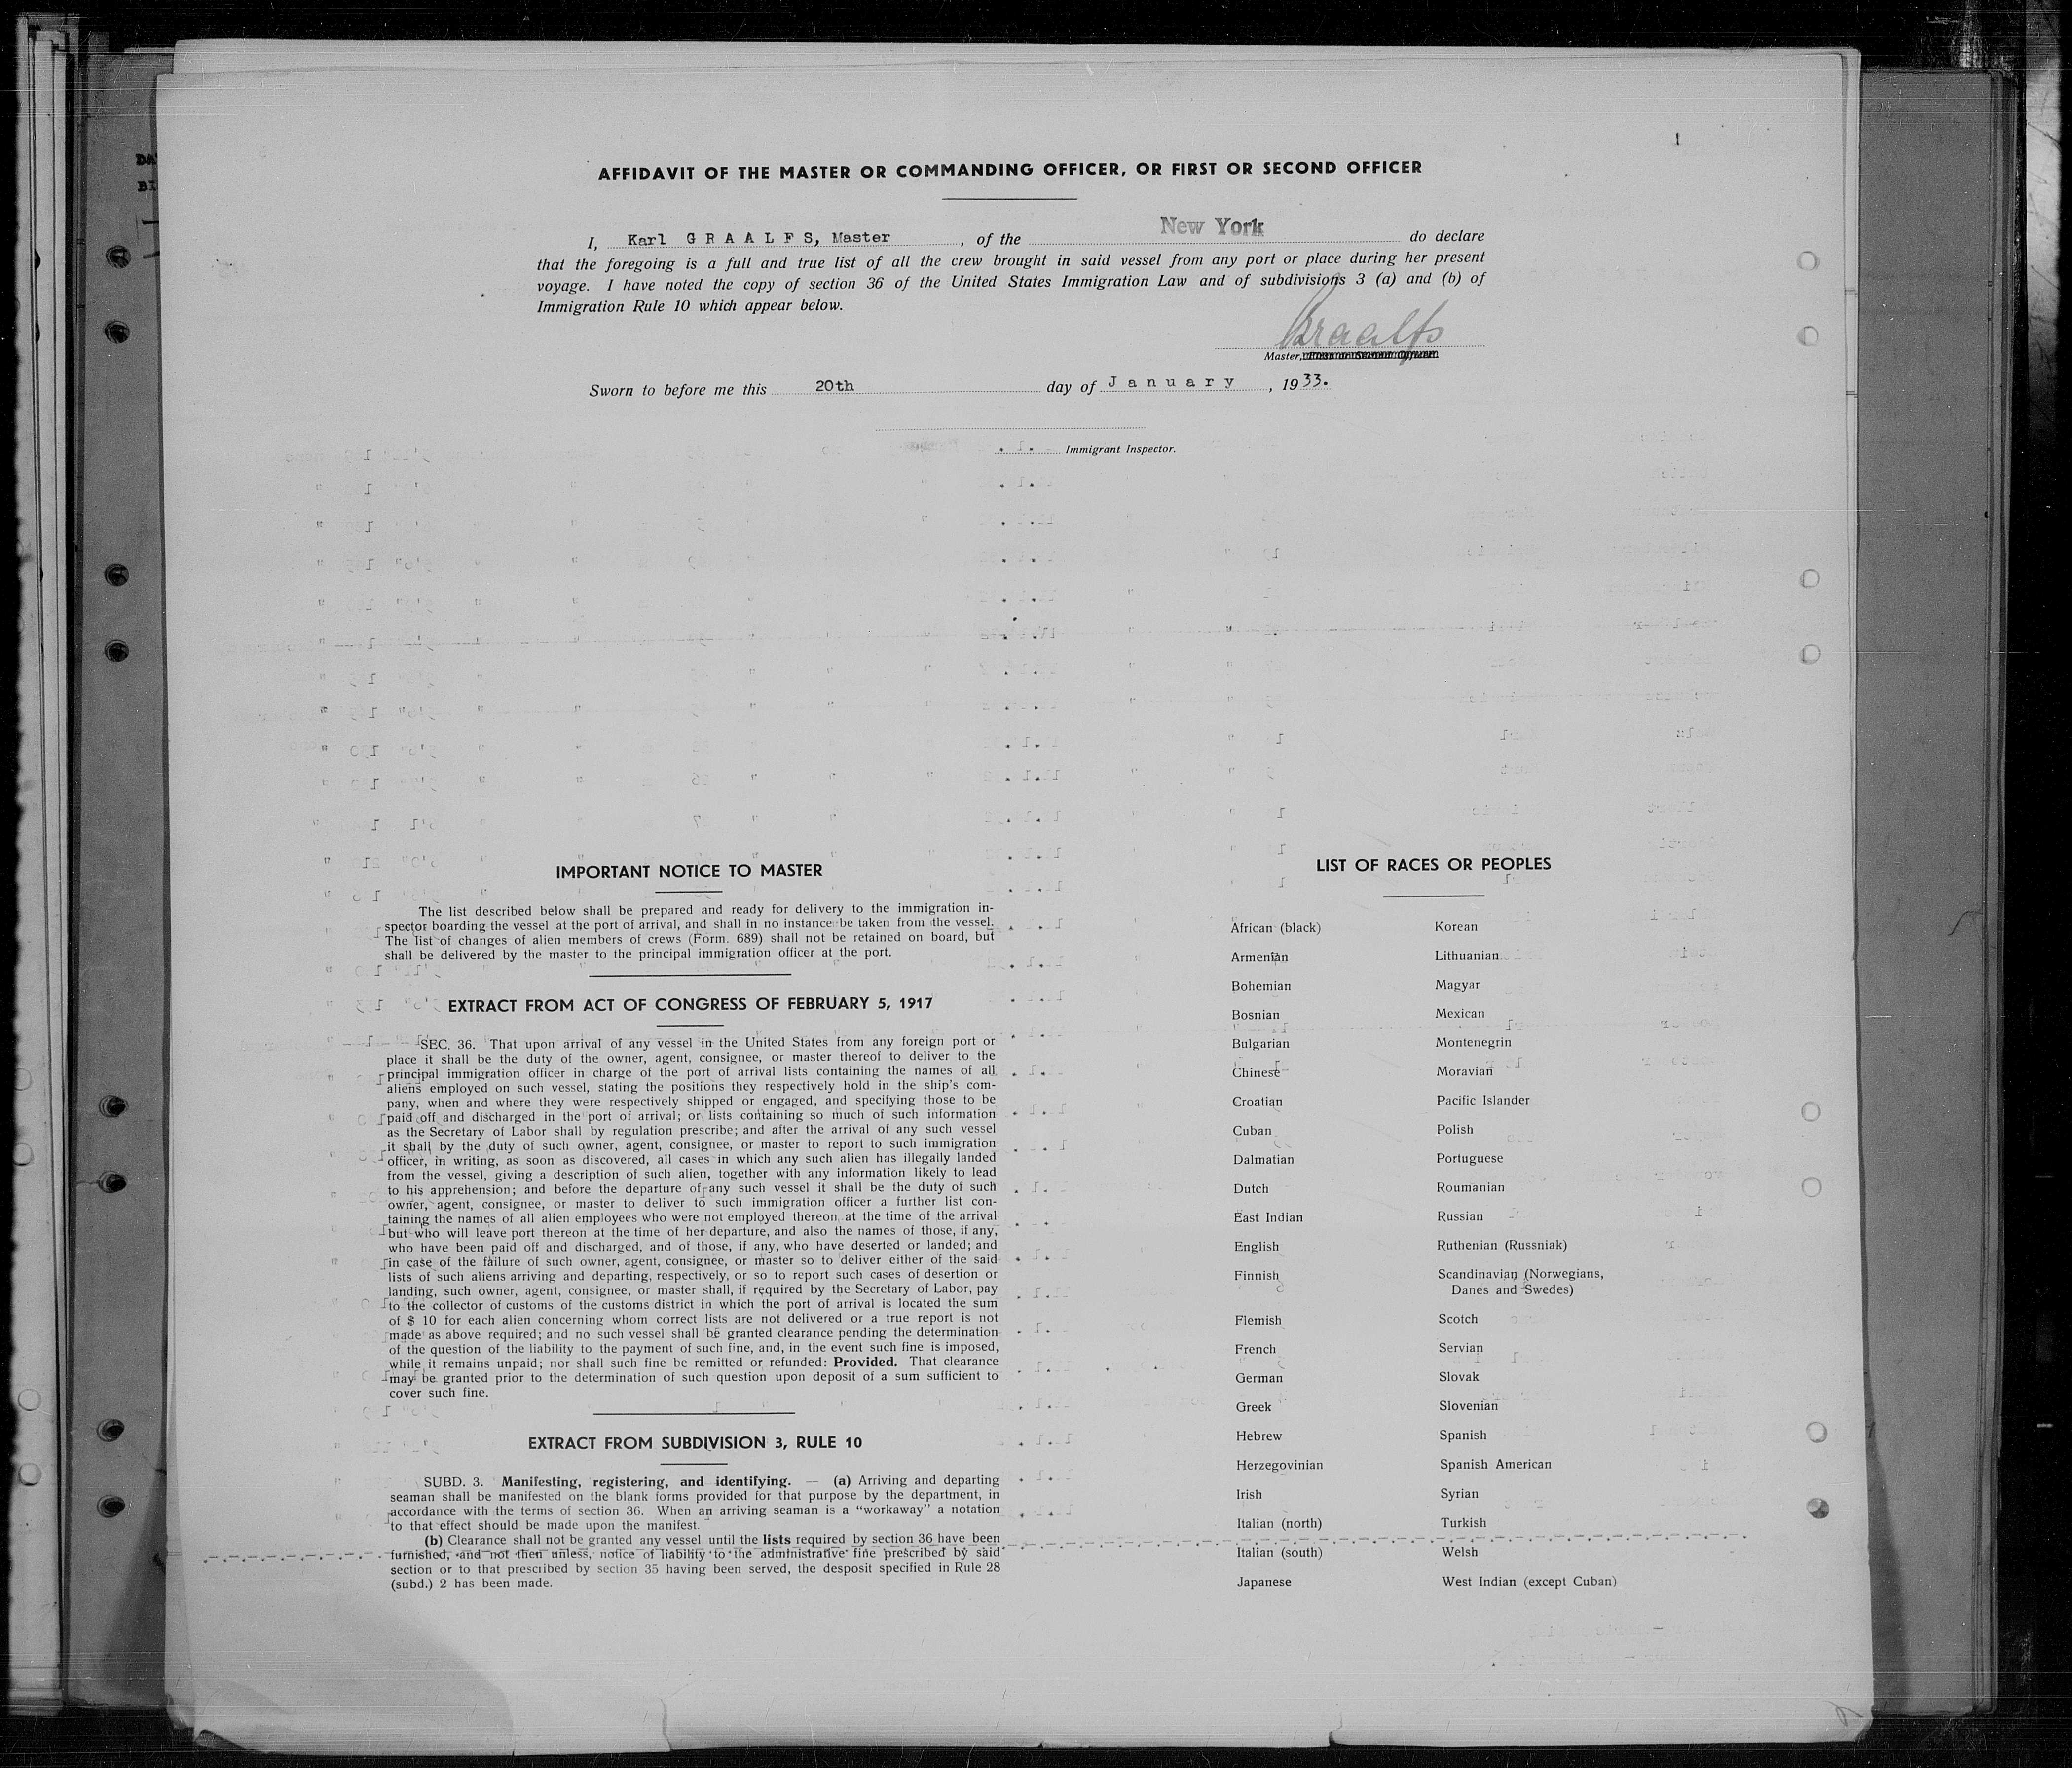 DA
BI
1
AFFIDAVIT OF THE MASTER OR COMMANDING OFFICER, OR FIRST OR SECOND OFFICER
I, Karl GRAALFS, Master , of the New York do declare
that the foregoing is a full and true list of all the crew brought in said vessel from any port or place during her present
voyage. I have noted the copy of section 36 of the United States Immigration Law and of subdivisions 3 (a) and (b) of
Immigration Rule 10 which appear below.
Graalfs
Master, First or Second Officer.
Sworn to before me this 20th day of January , 1933.
Immigrant Inspector.
IMPORTANT NOTICE TO MASTER
The list described below shall be prepared and ready for delivery to the immigration in-
spector boarding the vessel at the port of arrival, and shall in no instance be taken from the vessel.
The list of changes of alien members of crews (Form. 689) shall not be retained on board, but
shall be delivered by the master to the principal immigration officer at the port.
EXTRACT FROM ACT OF CONGRESS OF FEBRUARY 5, 1917
SEC. 36. That upon arrival of any vessel in the United States from any foreign port or
place it shall be the duty of the owner, agent, consignee, or master thereof to deliver to the
principal immigration officer in charge of the port of arrival lists containing the names of all
aliens employed on such vessel, stating the positions they respectively hold in the ship's com-
pany, when and where they were respectively shipped or engaged, and specifying those to be
paid off and discharged in the port of arrival; or lists containing so much of such information
as the Secretary of Labor shall by regulation prescribe; and after the arrival of any such vessel
it shall by the duty of such owner, agent, consignee, or master to report to such immigration
officer, in writing, as soon as discovered, all cases in which any such alien has illegally landed
from the vessel, giving a description of such alien, together with any information likely to lead
to his apprehension; and before the departure of any such vessel it shall be the duty of such
owner, agent, consignee, or master to deliver to such immigration officer a further list con-
taining the names of all alien employees who were not employed thereon at the time of the arrival
but who will leave port thereon at the time of her departure, and also the names of those, if any,
who have been paid off and discharged, and of those, if any, who have deserted or landed; and
in case of the failure of such owner, agent, consignee, or master so to deliver either of the said
lists of such aliens arriving and departing, respectively, or so to report such cases of desertion or
landing, such owner, agent, consignee, or master shall, if required by the Secretary of Labor, pay
to the collector of customs of the customs district in which the port of arrival is located the sum
of $ 10 for each alien concerning whom correct lists are not delivered or a true report is not
made as above required; and no such vessel shall be granted clearance pending the determination
of the question of the liability to the payment of such fine, and, in the event such fine is imposed,
while it remains unpaid; nor shall such fine be remitted or refunded: Provided. That clearance
may be granted prior to the determination of such question upon deposit of a sum sufficient to
cover such fine.
EXTRACT FROM SUBDIVISION 3, RULE 10
SUBD. 3. Manifesting, registering, and identifying. — (a) Arriving and departing
seaman shall be manifested on the blank forms provided for that purpose by the department, in
accordance with the terms of section 36. When an arriving seaman is a “workaway” a notation
to that effect should be made upon the manifest.
(b) Clearance shall not be granted any vessel until the lists required by section 36 have been
furnished, and not then unless, notice of liability to the administrative fine prescribed by said
section or to that prescribed by section 35 having been served, the desposit specified in Rule 28
(subd.) 2 has been made.
LIST OF RACES OR PEOPLES
African (black)
Armenian
Bohemian
Bosnian
Bulgarian
Chinese
Croatian
Cuban
Dalmatian
Dutch
East Indian
English
Finnish
Flemish
French
German
Greek
Hebrew
Herzegovinian
Irish
Italian (north)
Italian (south)
Japanese
Korean
Lithuanian
Magyar
Mexican
Montenegrin
Moravian
Pacific Islander
Polish
Portuguese
Roumanian
Russian
Ruthenian (Russniak)
Scandinavian (Norwegians,
Danes and Swedes)
Scotch
Servian
Slovak
Slovenian
Spanish
Spanish American
Syrian
Turkish
Welsh
West Indian (except Cuban)